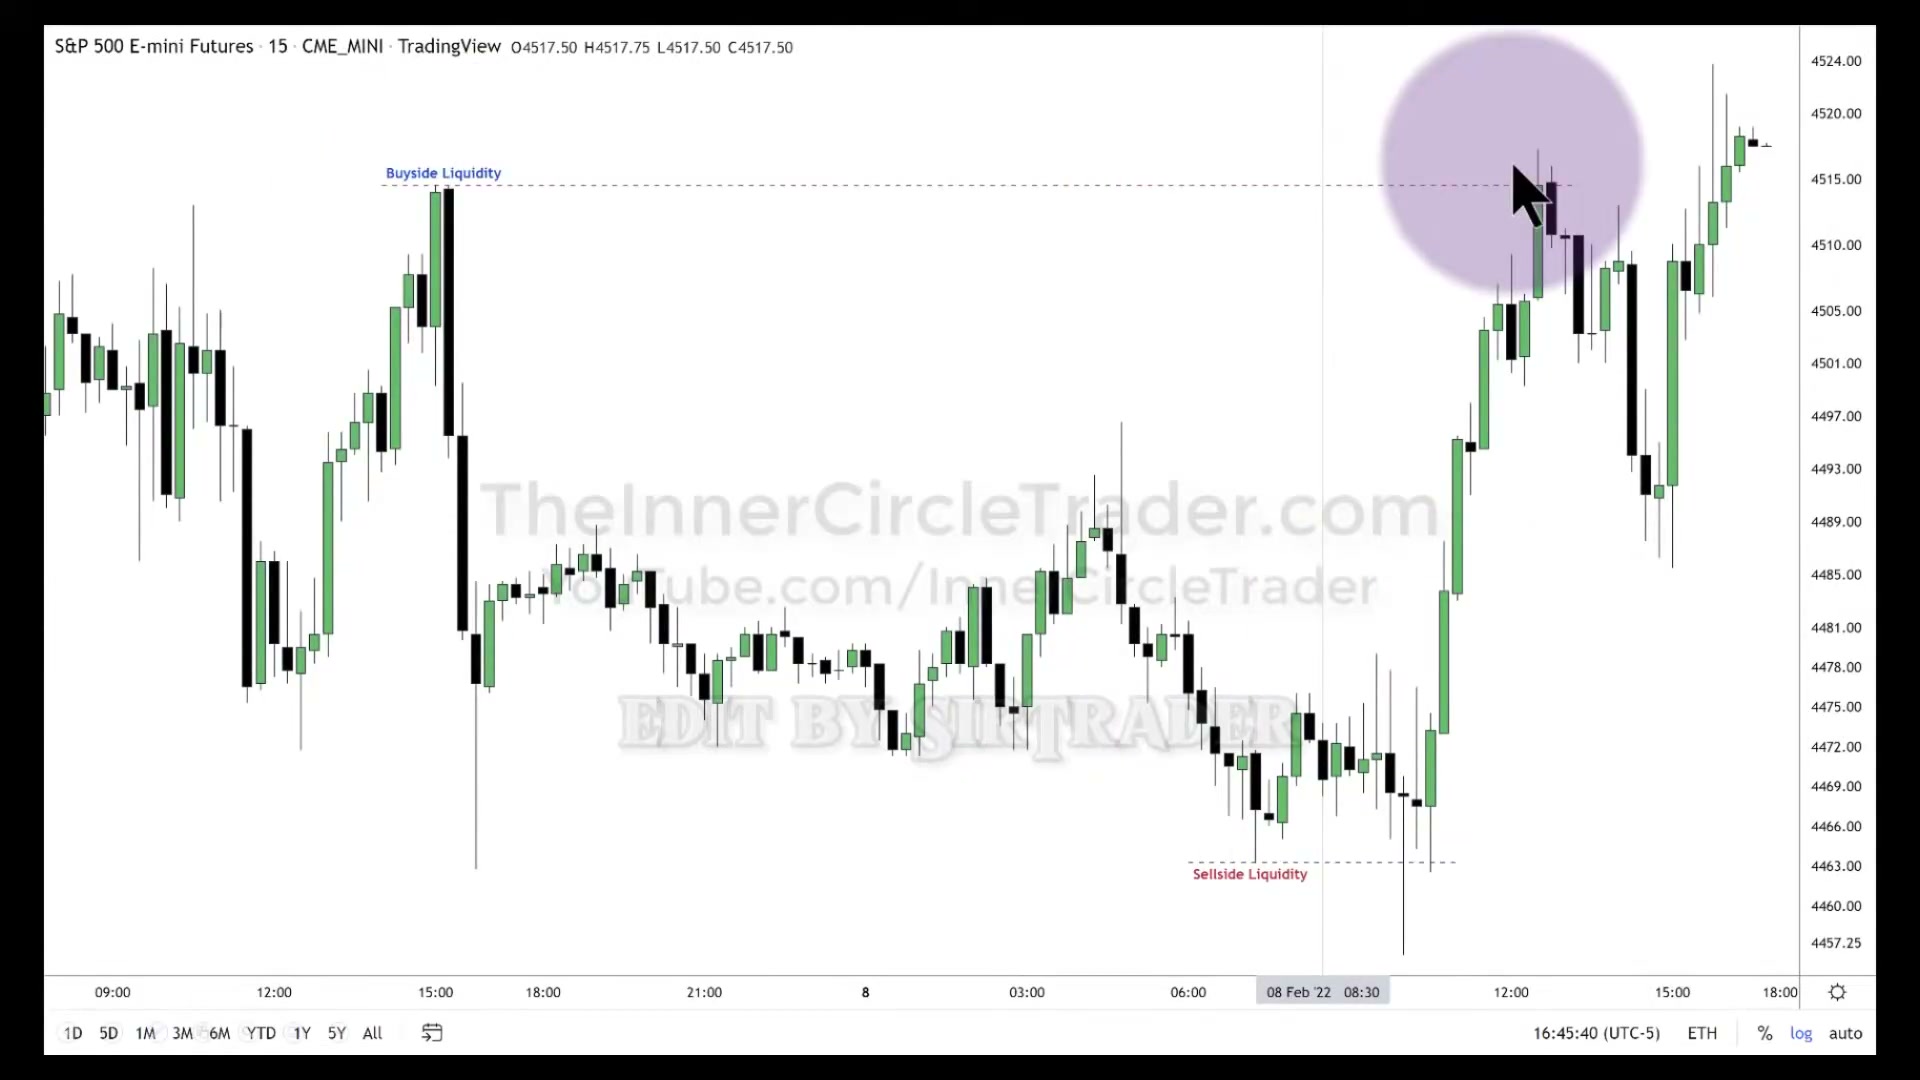 S&P 500 E-mini Futures · 15 · CME_MINI · TradingView O4517.50 H4517.75 L4517.50 C4517.50
4524.00
4520.00
Buyside Liquidity
4515.00
4510.00
4505.00
4501.00
4497.00
4493.00
TheInnerCircleTrader.com
4489.00
4485.00
YouTube.com/InnerCircleTrader
4481.00
4478.00
4475.00
EDIT BY SIRTRADER
4472.00
4469.00
4466.00
4463.00
Sellside Liquidity
4460.00
4457.25
09:00 12:00 15:00 18:00 21:00 8 03:00 06:00 08 Feb '22 08:30 12:00 15:00 18:00
1D 5D 1M 3M 6M YTD 1Y 5Y All 16:45:40 (UTC-5) ETH % log auto